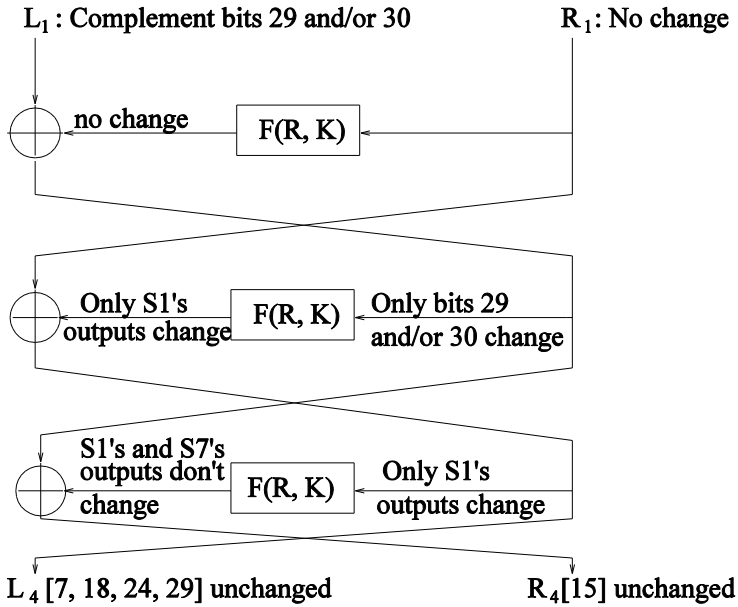 L1 : Complement bits 29 and/or 30
R1: No change
no change
F(R, K)
Only S1's
outputs change
F(R, K)
Only bits 29
and/or 30 change
S1's and S7's
outputs don't
change
F(R, K)
Only S1's
outputs change
L4 [7, 18, 24, 29] unchanged
R4[15] unchanged